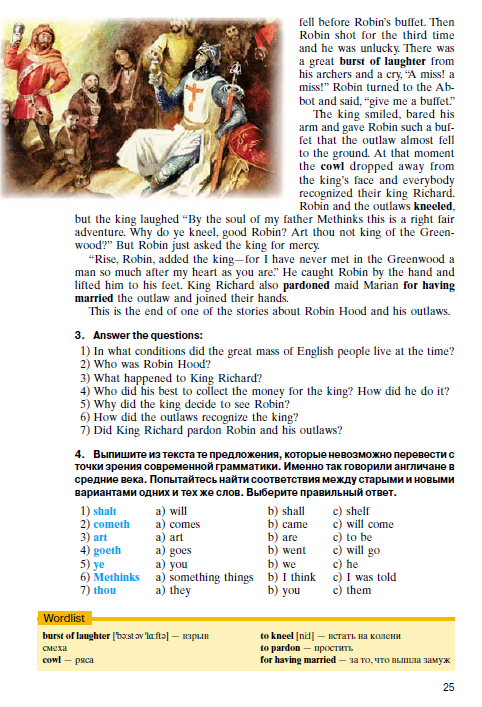 fell before Robin's buffet. Then
Robin shot for the third time
and he was unlucky. There was
a great burst of laughter from
his archers and a cry, “A miss! a
miss!” Robin turned to the Ab-
bot and said, “give me a buffet.”
The king smiled, bared his
arm and gave Robin such a buf-
fet that the outlaw almost fell
to the ground. At that moment
the cowl dropped away from
the king's face and everybody
recognized their king Richard.
Robin and the outlaws kneeled,
but the king laughed “By the soul of my father Methinks this is a right fair
adventure. Why do ye kneel, good Robin? Art thou not king of the Green-
wood?” But Robin just asked the king for mercy.
“Rise, Robin, added the king—for I have never met in the Greenwood a
man so much after my heart as you are.” He caught Robin by the hand and
lifted him to his feet. King Richard also pardoned maid Marian for having
married the outlaw and joined their hands.
This is the end of one of the stories about Robin Hood and his outlaws.
3. Answer the questions:
1) In what conditions did the great mass of English people live at the time?
2) Who was Robin Hood?
3) What happened to King Richard?
4) Who did his best to collect the money for the king? How did he do it?
5) Why did the king decide to see Robin?
6) How did the outlaws recognize the king?
7) Did King Richard pardon Robin and his outlaws?
4. Выпишите из текста те предложения, которые невозможно перевести с
точки зрения современной грамматики. Именно так говорили англичане в
средние века. Попытайтесь найти соответствия между старыми и новыми
вариантами одних и тех же слов. Выберите правильный ответ.
1) shalt a) will b) shall c) shelf
2) cometh a) comes b) came c) will come
3) art a) art b) are c) to be
4) goeth a) goes b) went c) will go
5) ye a) you b) we c) he
6) Methinks a) something things b) I think c) I was told
7) thou a) they b) you c) them
Wordlist
burst of laughter [ˈbɜ:st əv ˈlɑ:ftə] — взрыв
смеха
cowl — ряса
to kneel [ni:l] — встать на колени
to pardon — простить
for having married — за то, что вышла замуж
25